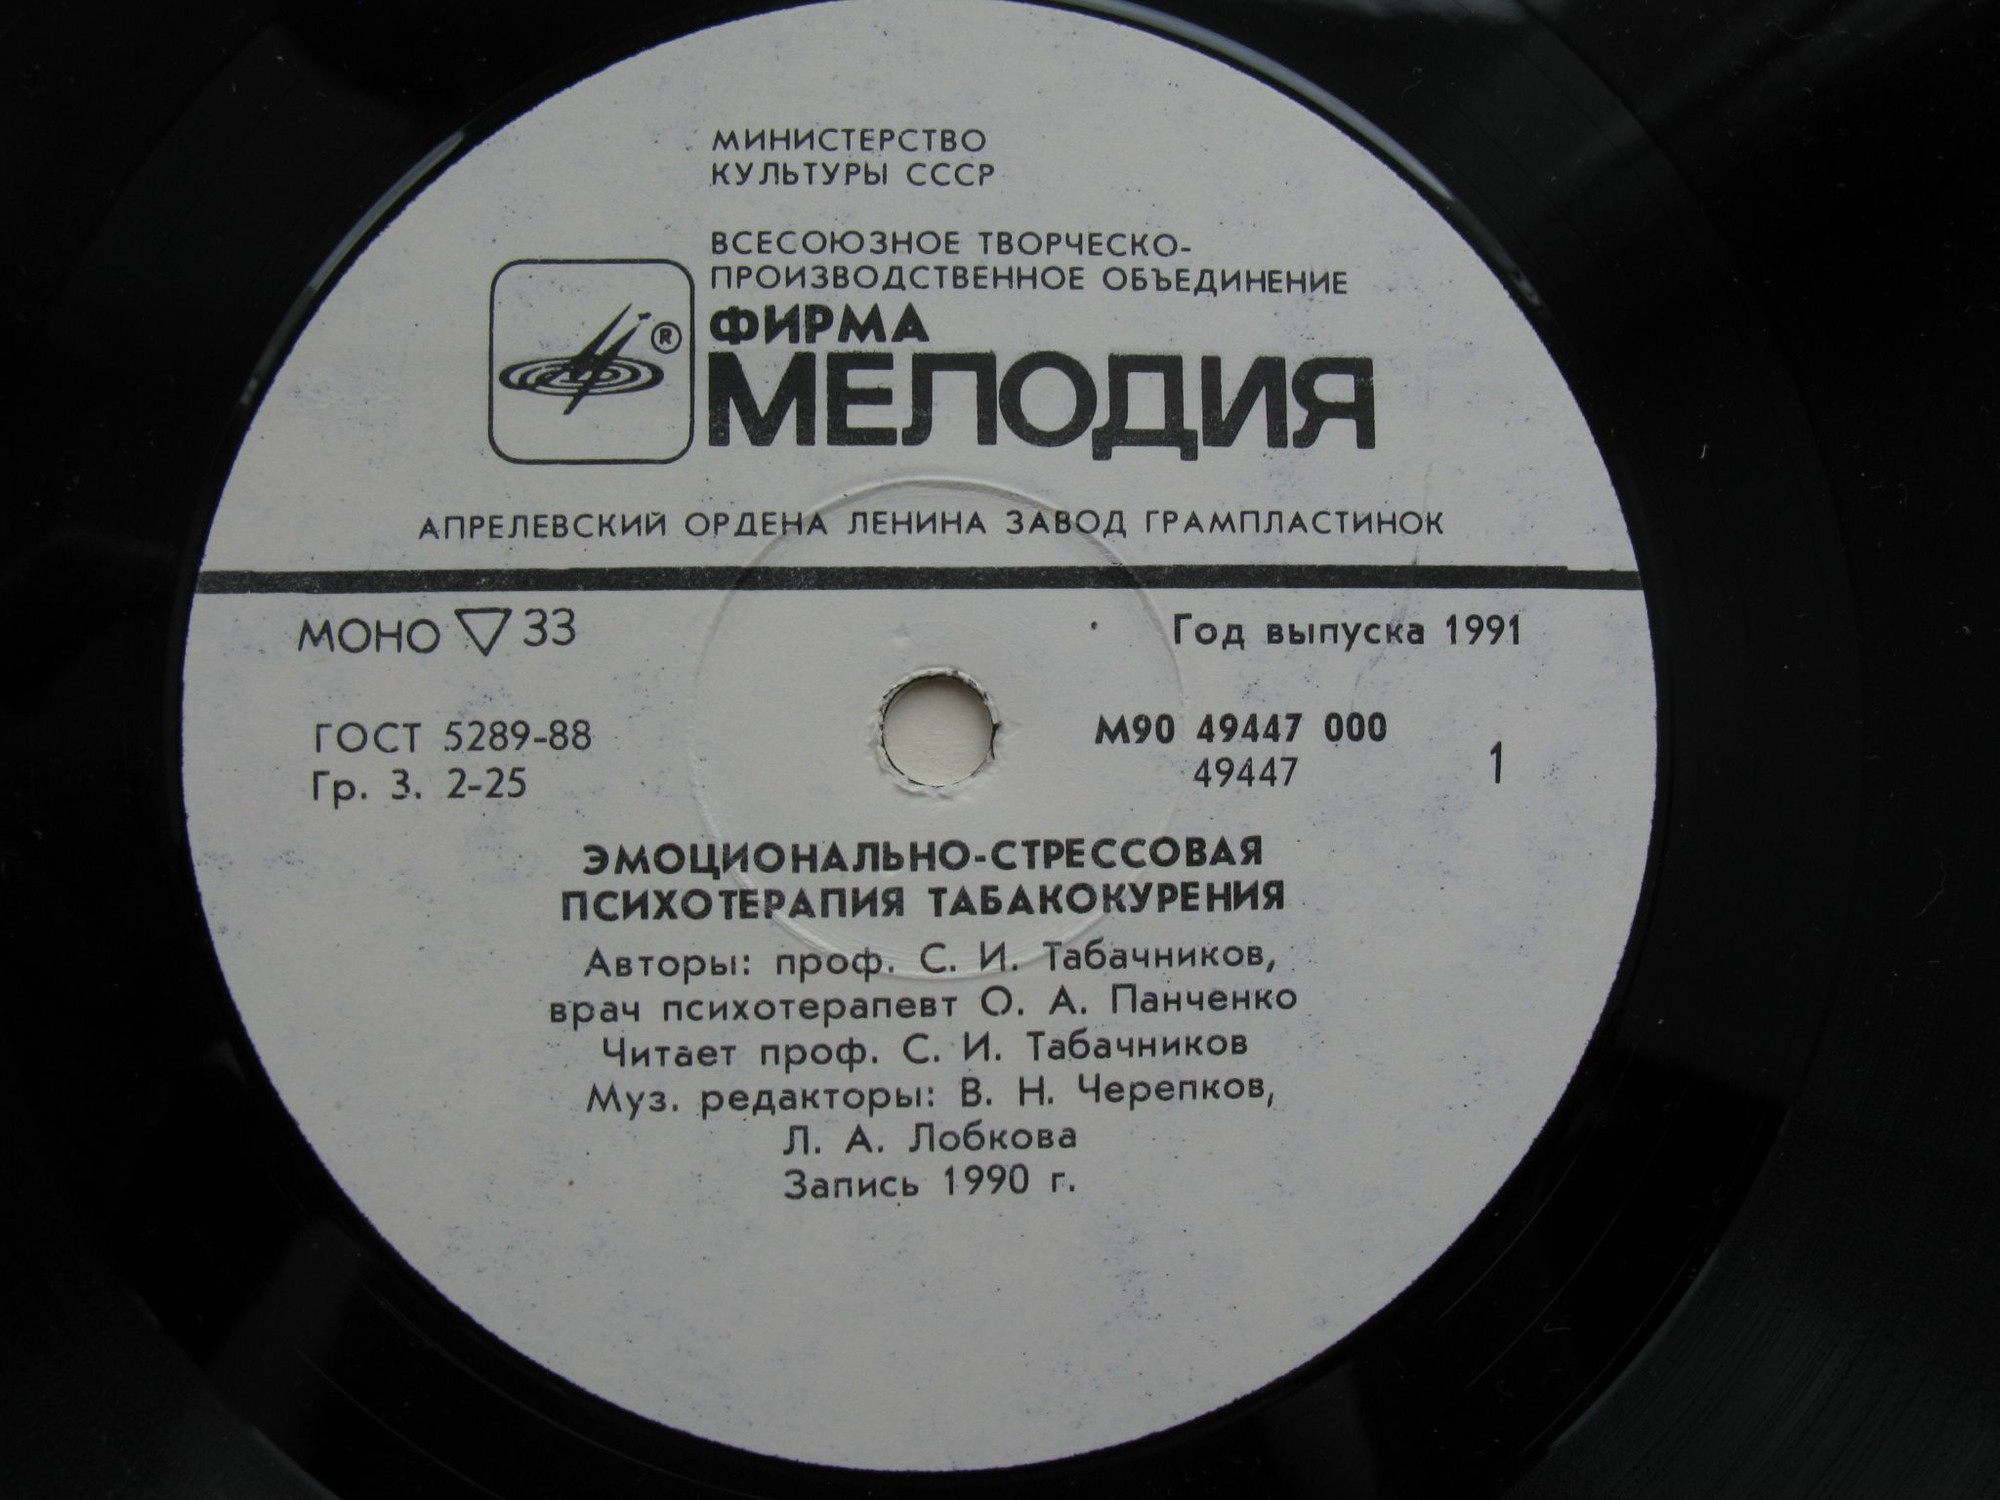 МИНИСТЕРСТВО
КУЛЬТУРЫ СССР
ВСЕСОЮЗНОЕ ТВОРЧЕСКО-
ПРОИЗВОДСТВЕННОЕ ОБЪЕДИНЕНИЕ
ФИРМА
®
МЕЛОДИЯ
АПРЕЛЕВСКИЙ ОРДЕНА ЛЕНИНА ЗАВОД ГРАМПЛАСТИНОК
МОНО ▽ 33
Год выпуска 1991
ГОСТ 5289-88
Гр. 3. 2-25
М90 49447 000
49447
1
ЭМОЦИОНАЛЬНО-СТРЕССОВАЯ
ПСИХОТЕРАПИЯ ТАБАКОКУРЕНИЯ
Авторы: проф. С. И. Табачников,
врач психотерапевт О. А. Панченко
Читает проф. С. И. Табачников
Муз. редакторы: В. Н. Черепков,
Л. А. Лобкова
Запись 1990 г.